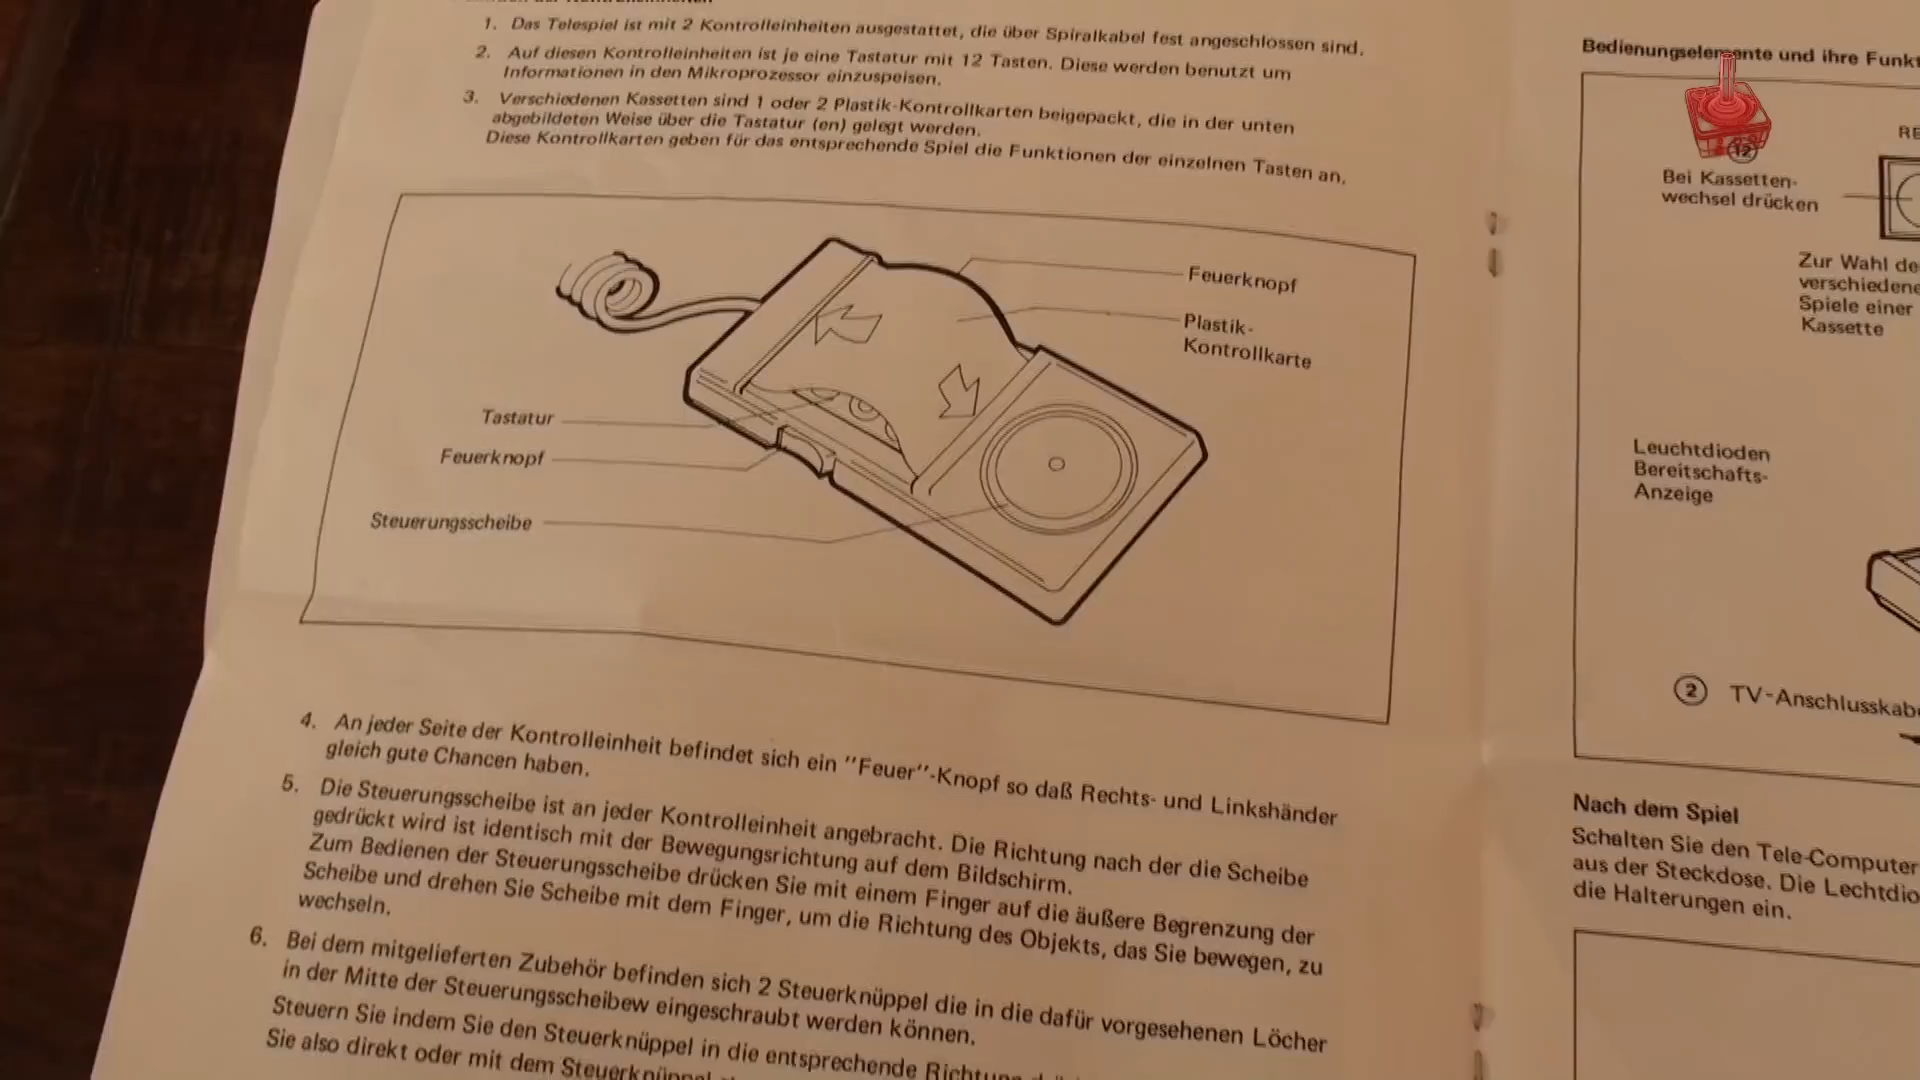 1. Das Telespiel ist mit 2 Kontrolleinheiten ausgestattet, die über Spiralkabel fest angeschlossen sind.
2. Auf diesen Kontrolleinheiten ist je eine Tastatur mit 12 Tasten. Diese werden benutzt um
Informationen in den Mikroprozessor einzuspeisen.
3. Verschiedenen Kassetten sind 1 oder 2 Plastik-Kontrollkarten beigepackt, die in der unten
abgebildeten Weise über die Tastatur (en) gelegt werden.
Diese Kontrollkarten geben für das entsprechende Spiel die Funktionen der einzelnen Tasten an.
Feuerknopf
Plastik-
Kontrollkarte
Tastatur
Feuerknopf
Steuerungsscheibe
4. An jeder Seite der Kontrolleinheit befindet sich ein "Feuer"-Knopf so daß Rechts- und Linkshänder
gleich gute Chancen haben.
5. Die Steuerungsscheibe ist an jeder Kontrolleinheit angebracht. Die Richtung nach der die Scheibe
gedrückt wird ist identisch mit der Bewegungsrichtung auf dem Bildschirm.
Zum Bedienen der Steuerungsscheibe drücken Sie mit einem Finger auf die äußere Begrenzung der
Scheibe und drehen Sie Scheibe mit dem Finger, um die Richtung des Objekts, das Sie bewegen, zu
wechseln.
6. Bei dem mitgelieferten Zubehör befinden sich 2 Steuerknüppel die in die dafür vorgesehenen Löcher
in der Mitte der Steuerungsscheibew eingeschraubt werden können.
Steuern Sie indem Sie den Steuerknüppel in die entsprechende Richtung
Sie also direkt oder mit dem Steuerknüppel
Bedienungselemente und ihre Funkt
12
RE
Bei Kassetten-
wechsel drücken
Zur Wahl de
verschiedene
Spiele einer
Kassette
Leuchtdioden
Bereitschafts-
Anzeige
2 TV-Anschlusskabe
Nach dem Spiel
Schalten Sie den Tele-Computer
aus der Steckdose. Die Lechtdio
die Halterungen ein.